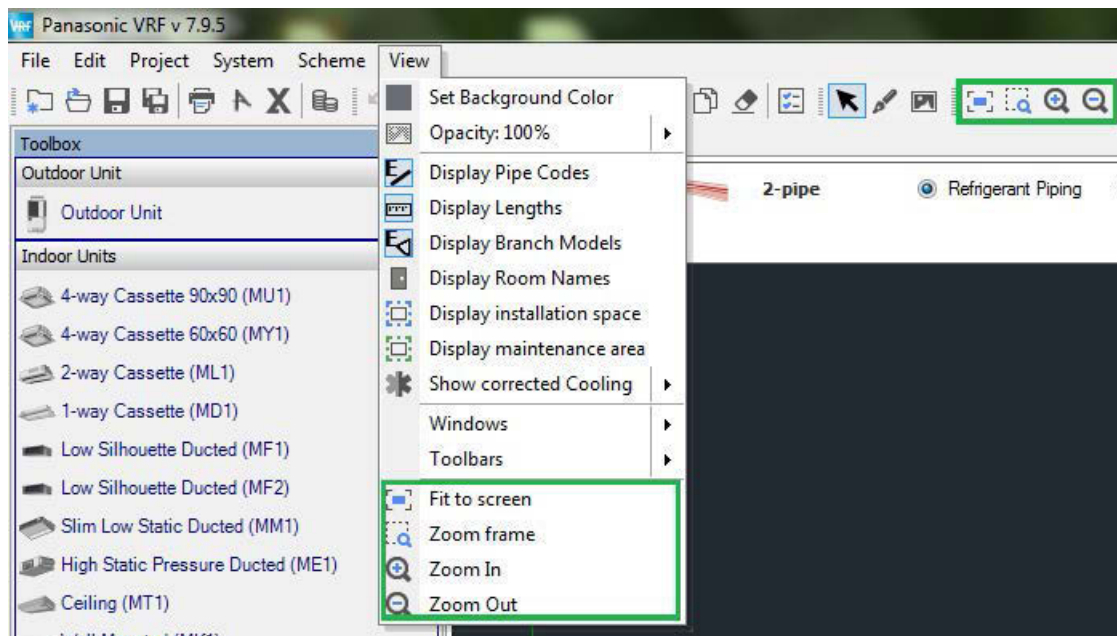 VRF Panasonic VRF v 7.9.5
File Edit Project System Scheme View
Toolbox
Outdoor Unit
Outdoor Unit
Indoor Units
4-way Cassette 90x90 (MU1)
4-way Cassette 60x60 (MY1)
2-way Cassette (ML1)
1-way Cassette (MD1)
Low Silhouette Ducted (MF1)
Low Silhouette Ducted (MF2)
Slim Low Static Ducted (MM1)
High Static Pressure Ducted (ME1)
Ceiling (MT1)
Set Background Color
Opacity: 100%
Display Pipe Codes
Display Lengths
Display Branch Models
Display Room Names
Display installation space
Display maintenance area
Show corrected Cooling
Windows
Toolbars
Fit to screen
Zoom frame
Zoom In
Zoom Out
2-pipe Refrigerant Piping